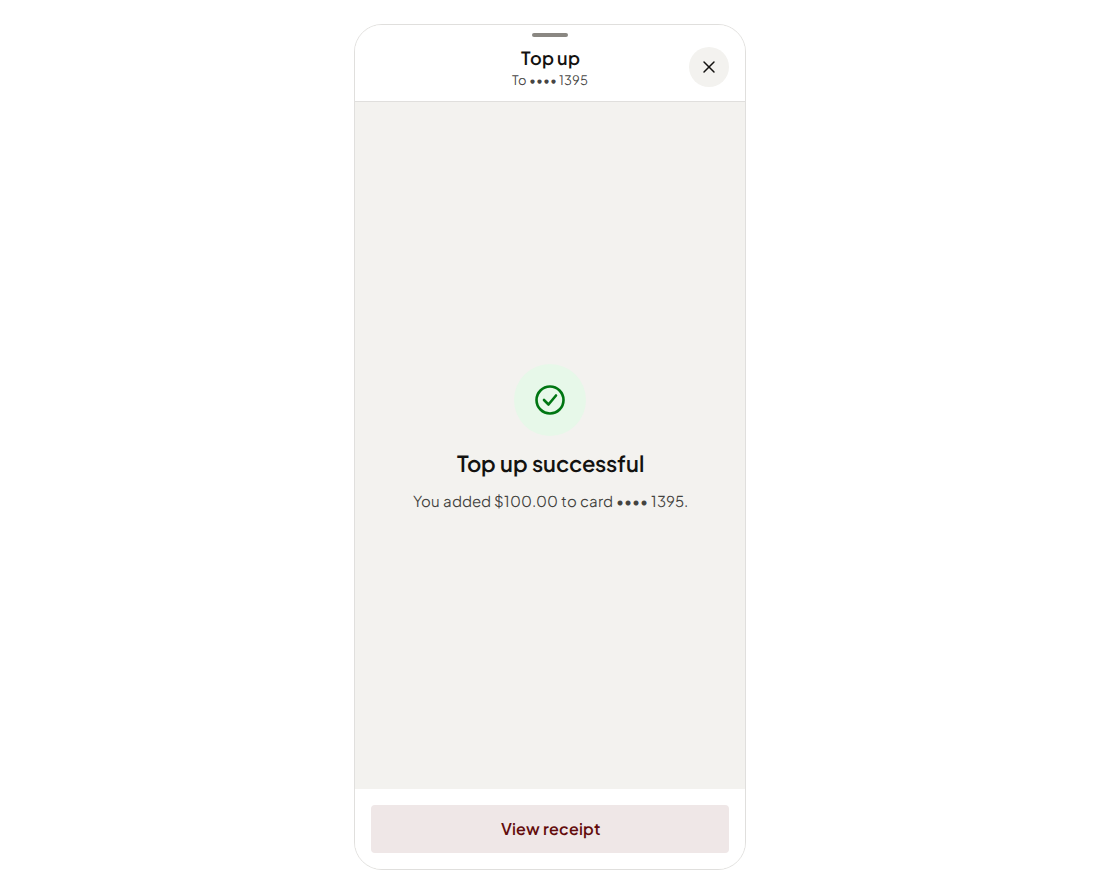 Top up
To •••• 1395
Top up successful
You added $100.00 to card •••• 1395.
View receipt